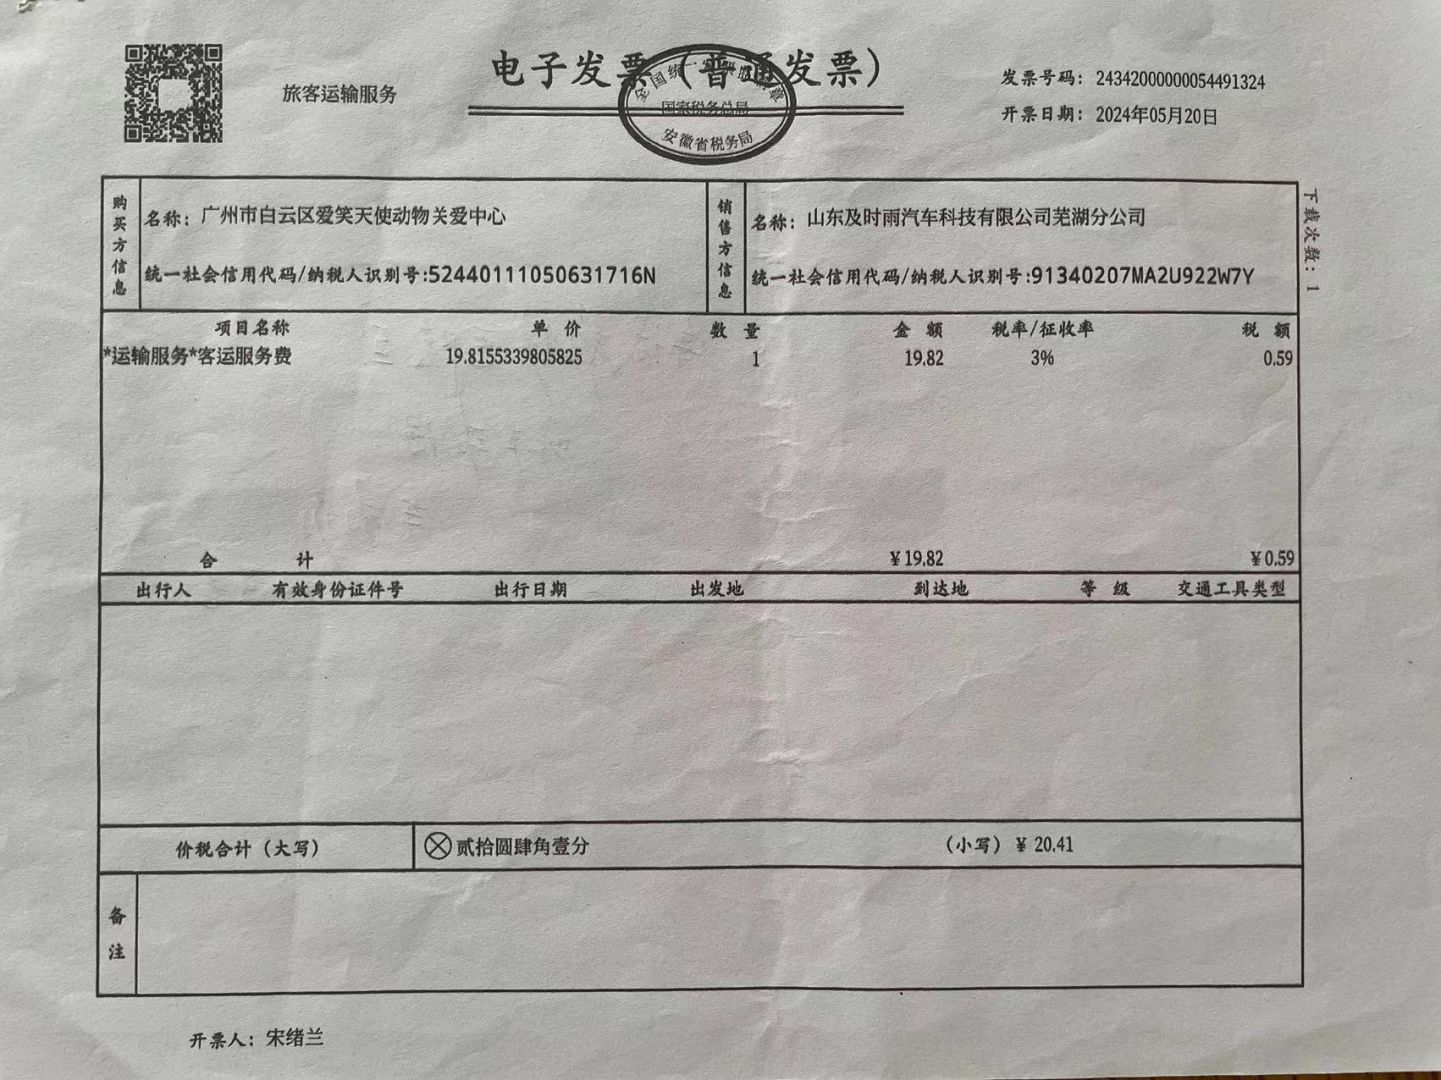 旅客运输服务
电子发票（普通发票）
国家税务总局
安徽省税务局
发票号码：24342000000054491324
开票日期：2024年05月20日
下载次数：1
购买方信息
名称：广州市白云区爱笑天使动物关爱中心
统一社会信用代码/纳税人识别号:52440111050631716N
销售方信息
名称：山东及时雨汽车科技有限公司芜湖分公司
统一社会信用代码/纳税人识别号:91340207MA2U922W7Y
项目名称 单价 数量 金额 税率/征收率 税额
*运输服务*客运服务费 19.8155339805825 1 19.82 3% 0.59
合计 ¥19.82 ¥0.59
出行人 有效身份证件号 出行日期 出发地 到达地 等级 交通工具类型
价税合计（大写） 贰拾圆肆角壹分 （小写）¥ 20.41
备注
开票人：宋绪兰